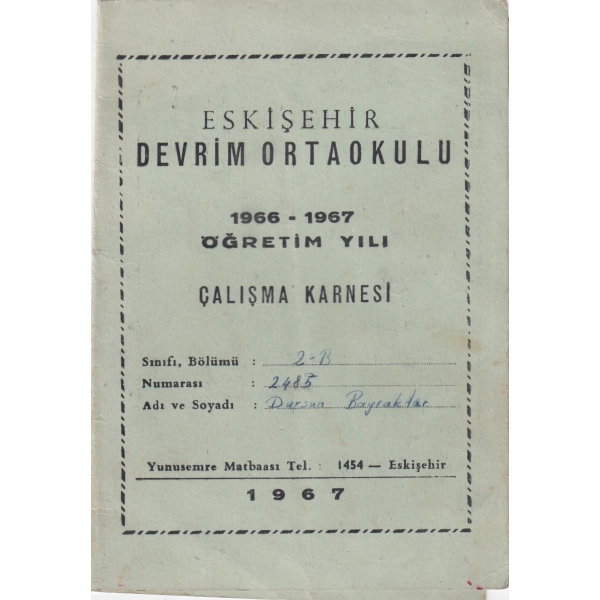 ESKİŞEHİR
DEVRİM ORTAOKULU
1966 - 1967
ÖĞRETİM YILI
ÇALIŞMA KARNESİ
Sınıfı, Bölümü : 2-B
Numarası : 2485
Adı ve Soyadı : Dursun Bayraktar
Yunusemre Matbaası Tel. : 1454 — Eskişehir
1967